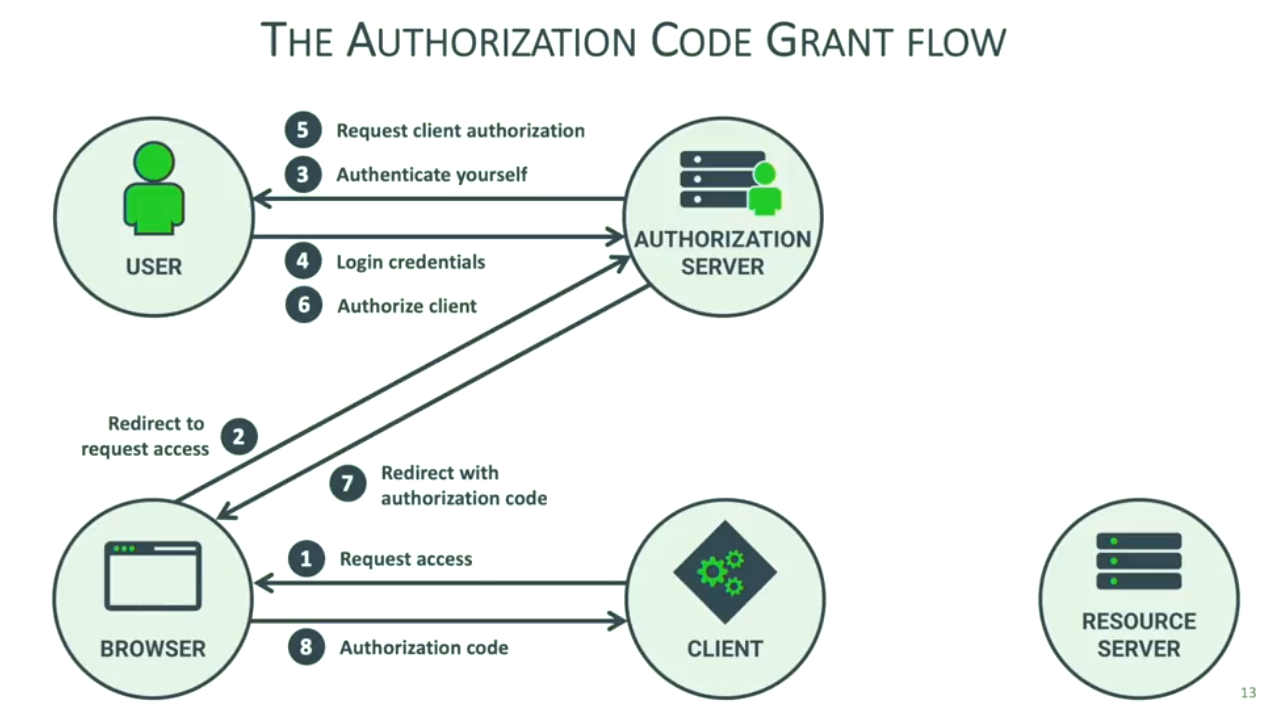 THE AUTHORIZATION CODE GRANT FLOW
5 Request client authorization
3 Authenticate yourself
USER
AUTHORIZATION
SERVER
4 Login credentials
6 Authorize client
Redirect to
request access
2
7
Redirect with
authorization code
1 Request access
BROWSER
8 Authorization code
CLIENT
RESOURCE
SERVER
13